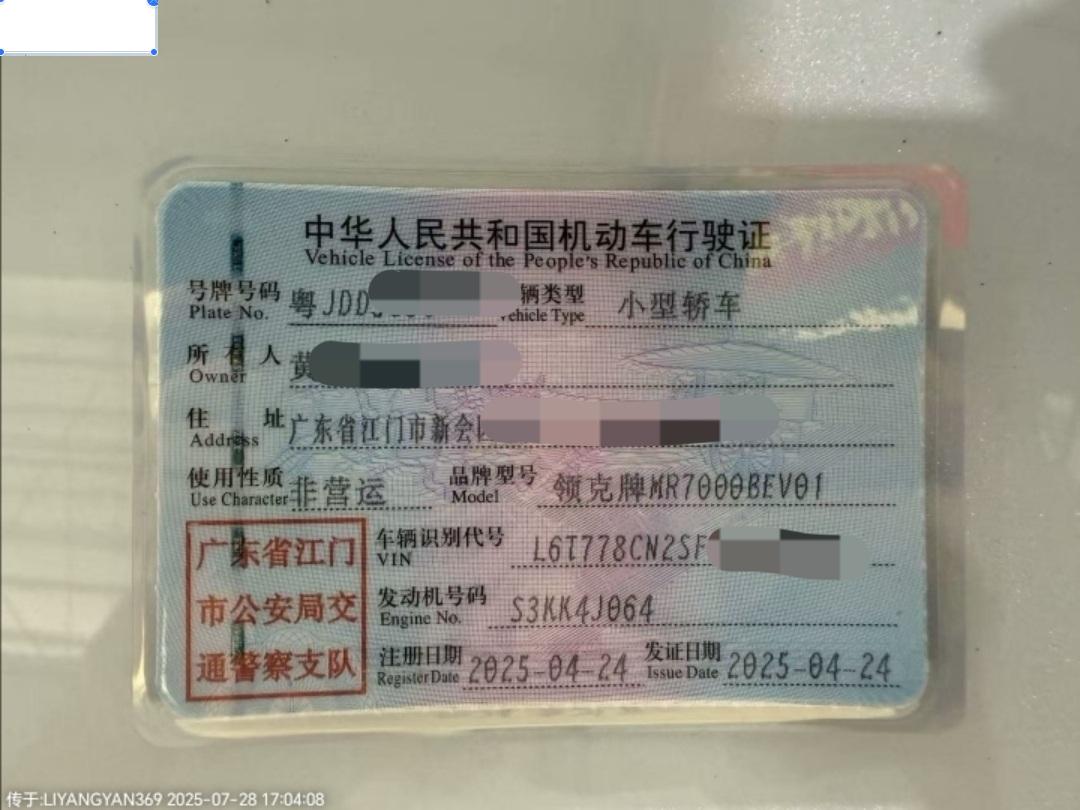 中华人民共和国机动车行驶证
Vehicle License of the People's Republic of China
号牌号码 粤JDD 辆类型 小型轿车
Plate No. Vehicle Type
所有人 黄
Owner
住址 广东省江门市新会
Address
使用性质 非营运 品牌型号 领克牌MR7000BEV01
Use Character Model
广东省江门
市公安局交
通警察支队
车辆识别代号 L6T778CN2SF
VIN
发动机号码 S3KK4J064
Engine No.
注册日期 2025-04-24 发证日期 2025-04-24
Register Date Issue Date
传于:LIYANGYAN369 2025-07-28 17:04:08